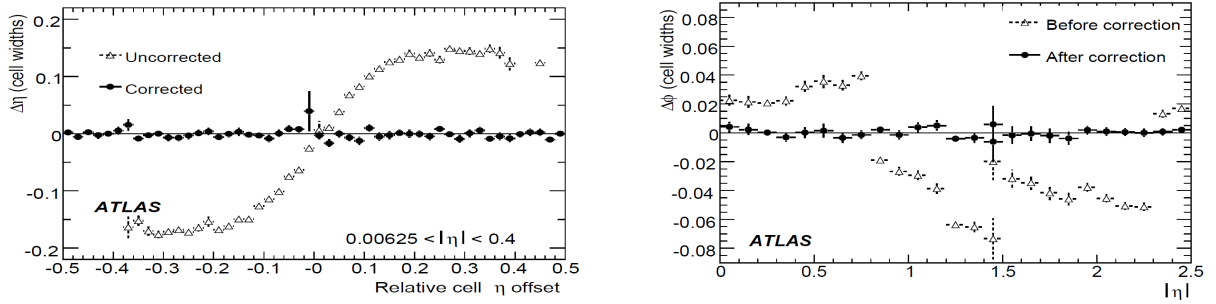 Δη (cell widths)
0.2
0.1
0
-0.1
-0.2
Uncorrected
Corrected
ATLAS
0.00625 < |η| < 0.4
-0.5 -0.4 -0.3 -0.2 -0.1 -0 0.1 0.2 0.3 0.4 0.5
Relative cell η offset
Δϕ (cell widths)
0.08
0.06
0.04
0.02
0
-0.02
-0.04
-0.06
-0.08
Before correction
After correction
ATLAS
0 0.5 1 1.5 2 2.5
|η|